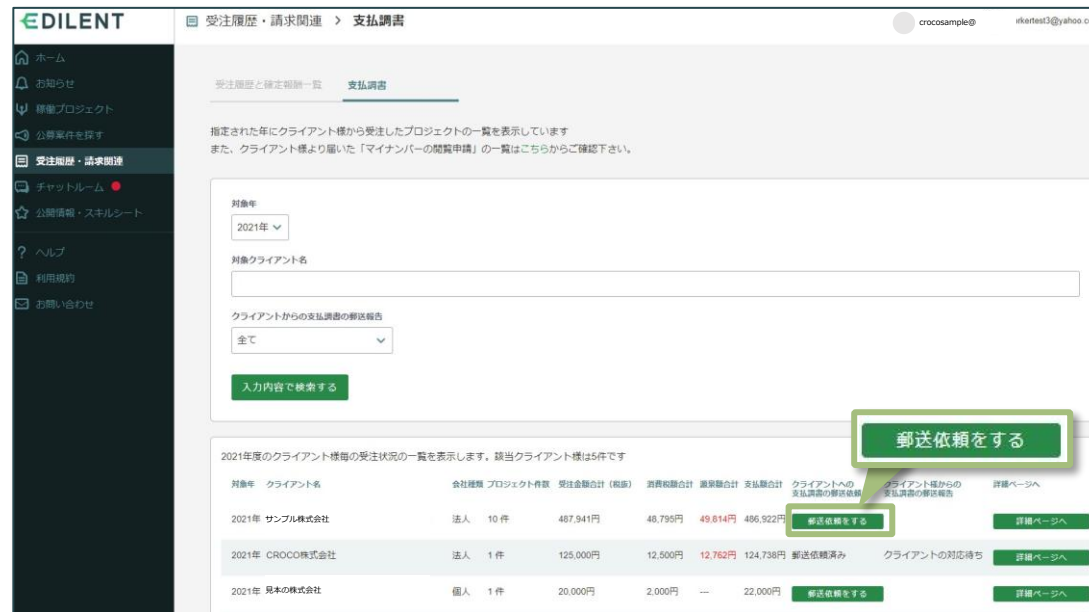 EDILENT
受注履歴・請求関連 > 支払調書
crocosample@
rkertest3@yahoo.c
ホーム
お知らせ
稼働プロジェクト
公募案件を探す
受注履歴・請求関連
チャットルーム
公開情報・スキルシート
ヘルプ
利用規約
お問い合わせ
受注履歴と確定報酬一覧 支払調書
指定された年にクライアント様から受注したプロジェクトの一覧を表示しています
また、クライアント様より届いた「マイナンバーの閲覧申請」の一覧はこちらからご確認下さい。
対象年
2021年
対象クライアント名
クライアントからの支払調書の郵送報告
全て
入力内容で検索する
郵送依頼をする
2021年度のクライアント様毎の受注状況の一覧を表示します。該当クライアント様は5件です
対象年 クライアント名 会社種類 プロジェクト件数 受注金額合計（税抜） 消費税額合計 源泉額合計 支払額合計 クライアントへの支払調書の郵送依頼 クライアント様からの支払調書の郵送報告 詳細ページへ
2021年 サンプル株式会社 法人 10件 487,941円 48,795円 49,814円 486,922円 郵送依頼をする 詳細ページへ
2021年 CROCO株式会社 法人 1件 125,000円 12,500円 12,762円 124,738円 郵送依頼済み クライアントの対応待ち 詳細ページへ
2021年 見本の株式会社 個人 1件 20,000円 2,000円 --- 22,000円 郵送依頼をする 詳細ページへ